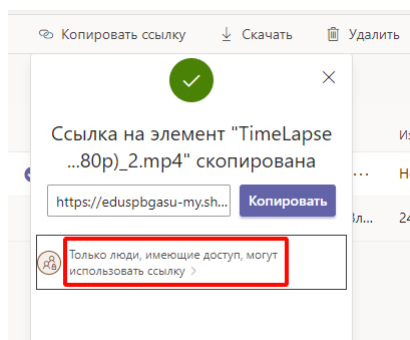 Копировать ссылку
Скачать
Удалить
Ссылка на элемент "TimeLapse
...80p)_2.mp4" скопирована
https://eduspbgasu-my.sh...
Копировать
Только люди, имеющие доступ, могут
использовать ссылку
24